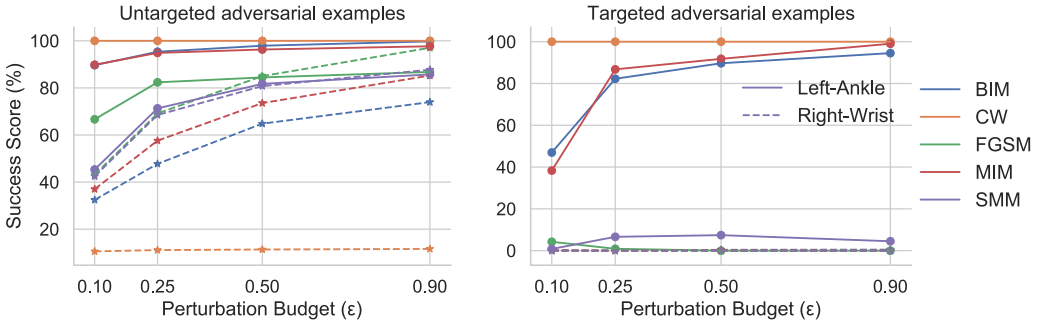 Untargeted adversarial examples
Success Score (%)
100
80
60
40
20
0.10 0.25 0.50 0.90
Perturbation Budget (ε)
Targeted adversarial examples
100
80
60
40
20
0
0.10 0.25 0.50 0.90
Perturbation Budget (ε)
Left-Ankle
Right-Wrist
BIM
CW
FGSM
MIM
SMM